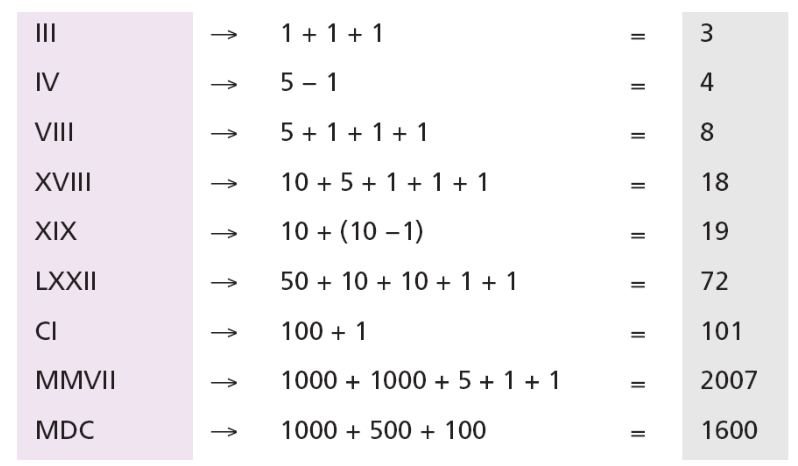 III → 1 + 1 + 1 = 3
IV → 5 – 1 = 4
VIII → 5 + 1 + 1 + 1 = 8
XVIII → 10 + 5 + 1 + 1 + 1 = 18
XIX → 10 + (10 –1) = 19
LXXII → 50 + 10 + 10 + 1 + 1 = 72
CI → 100 + 1 = 101
MMVII → 1000 + 1000 + 5 + 1 + 1 = 2007
MDC → 1000 + 500 + 100 = 1600